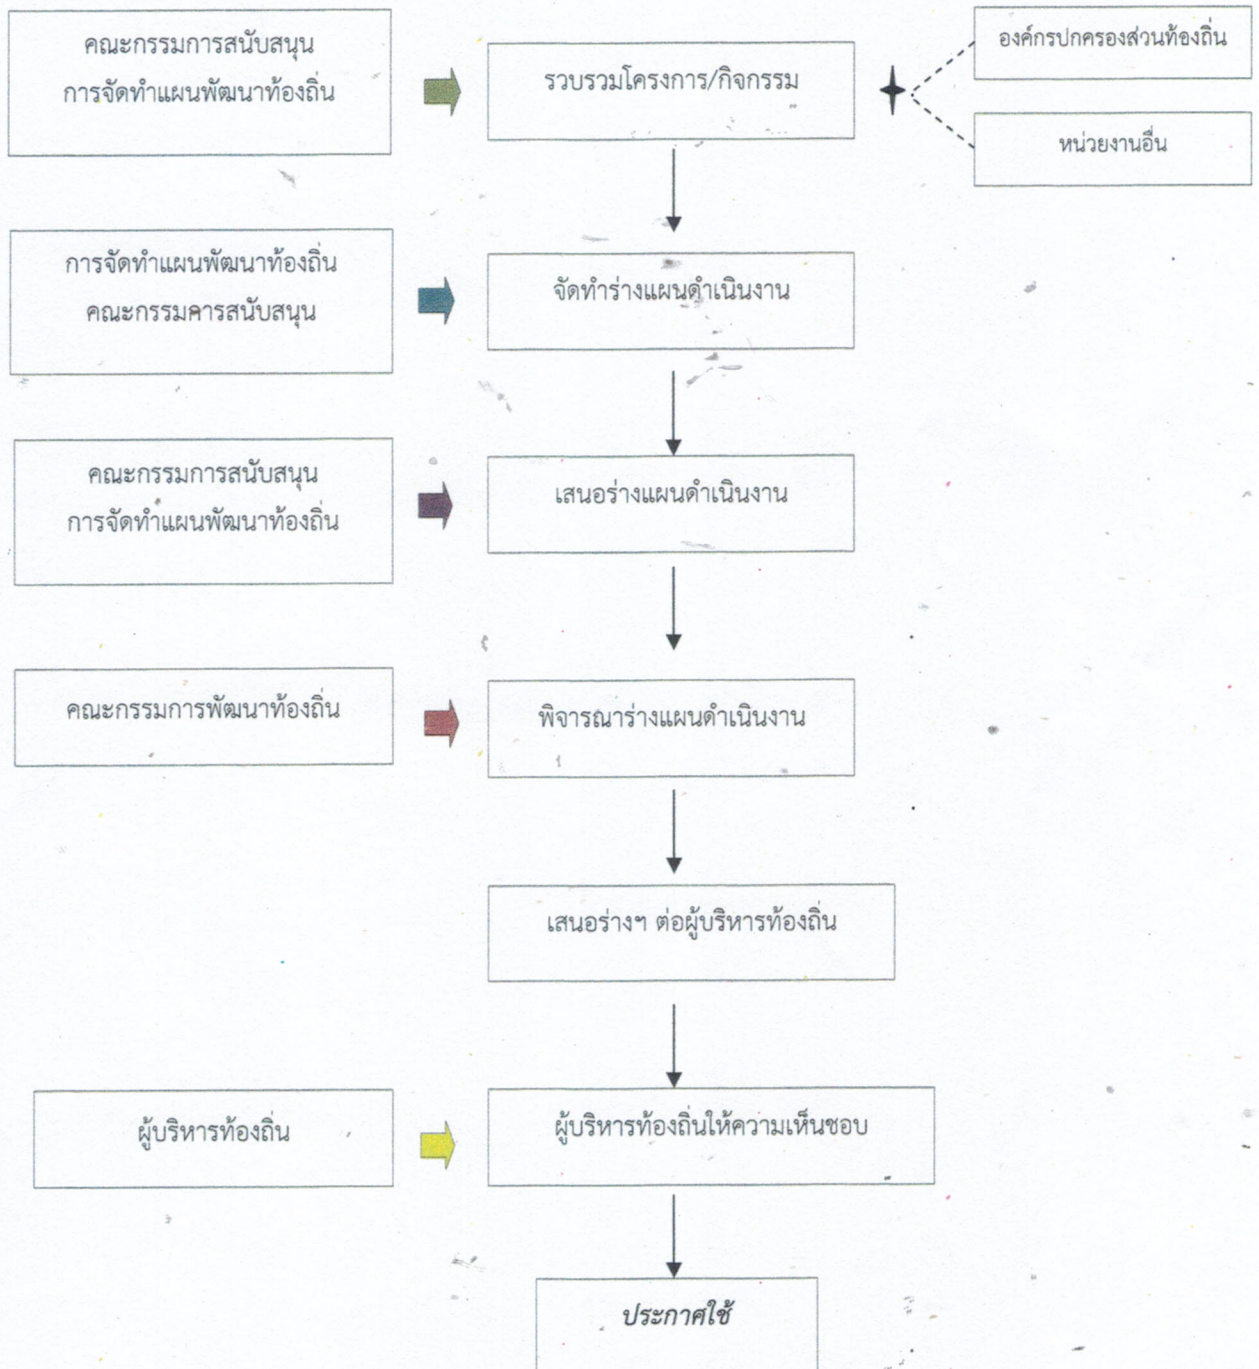 คณะกรรมการสนับสนุน
การจัดทำแผนพัฒนาท้องถิ่น
รวบรวมโครงการ/กิจกรรม
องค์กรปกครองส่วนท้องถิ่น
หน่วยงานอื่น
การจัดทำแผนพัฒนาท้องถิ่น
คณะกรรมการสนับสนุน
จัดทำร่างแผนดำเนินงาน
คณะกรรมการสนับสนุน
การจัดทำแผนพัฒนาท้องถิ่น
เสนอร่างแผนดำเนินงาน
คณะกรรมการพัฒนาท้องถิ่น
พิจารณาร่างแผนดำเนินงาน
เสนอร่างฯ ต่อผู้บริหารท้องถิ่น
ผู้บริหารท้องถิ่น
ผู้บริหารท้องถิ่นให้ความเห็นชอบ
ประกาศใช้